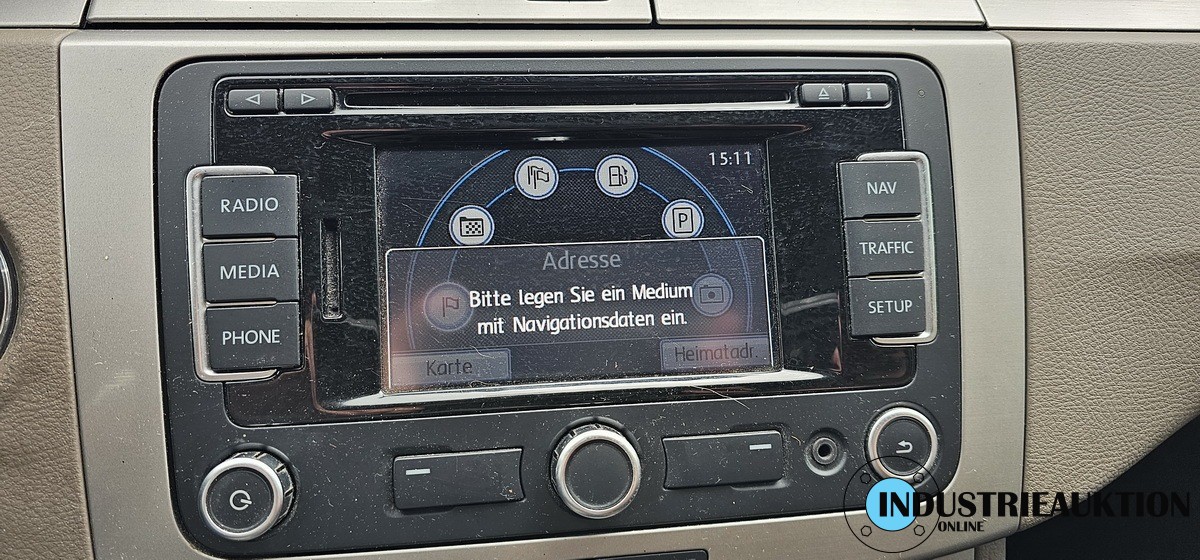 15:11
RADIO
MEDIA
PHONE
NAV
TRAFFIC
SETUP
i
P
Adresse
Bitte legen Sie ein Medium
mit Navigationsdaten ein.
Karte
Heimatadr.
INDUSTRIEAUKTION
ONLINE